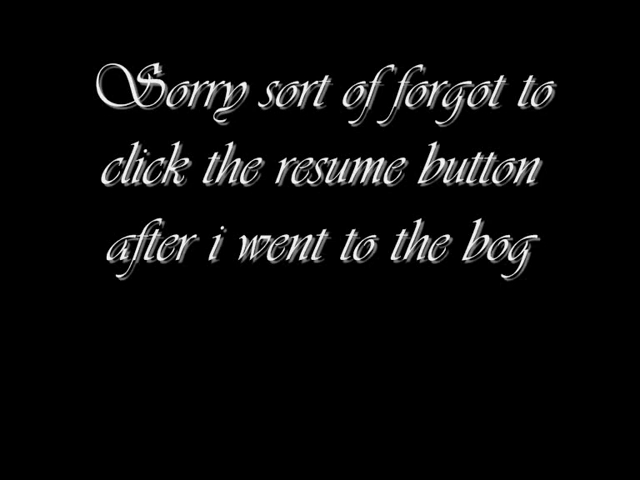 Sorry sort of forgot to
click the resume button
after i went to the bog